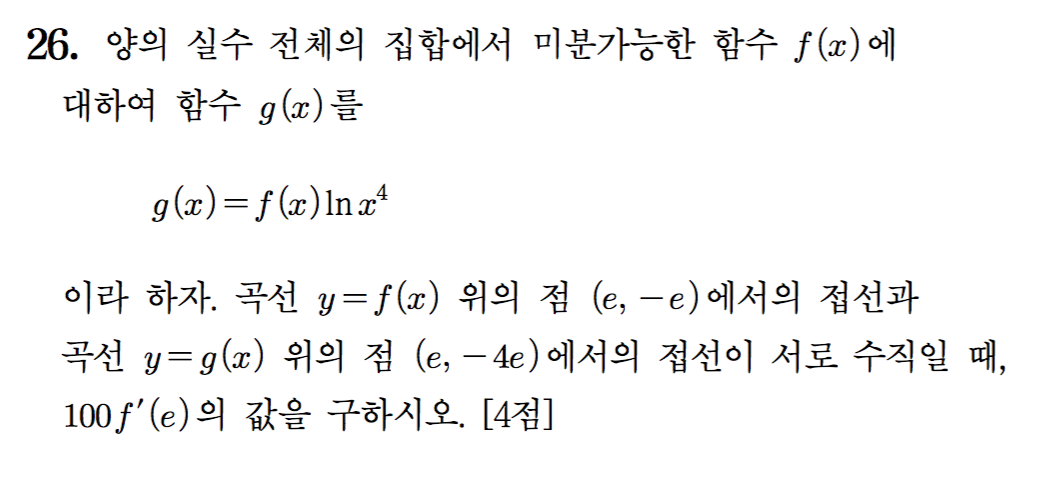 26. 양의 실수 전체의 집합에서 미분가능한 함수 f(x)에
대하여 함수 g(x)를
g(x)=f(x)ln x⁴
이라 하자. 곡선 y=f(x) 위의 점 (e, −e)에서의 접선과
곡선 y=g(x) 위의 점 (e, −4e)에서의 접선이 서로 수직일 때,
100f′(e)의 값을 구하시오. [4점]